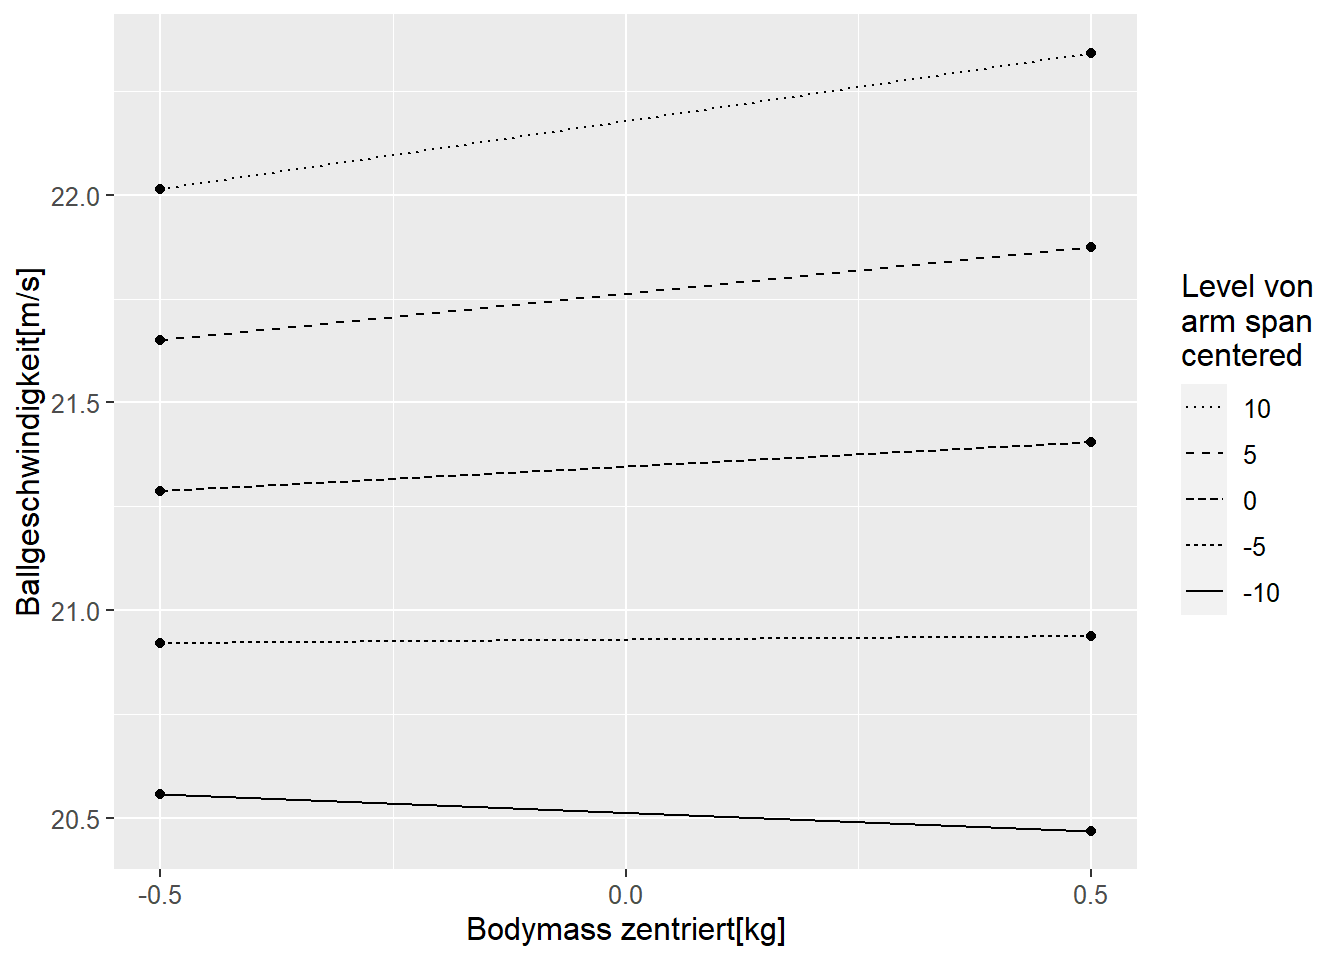 22.0
21.5
21.0
20.5
-0.5
0.0
0.5
Bodymass zentriert[kg]
Ballgeschwindigkeit[m/s]
Level von
arm span
centered
10
5
0
-5
-10